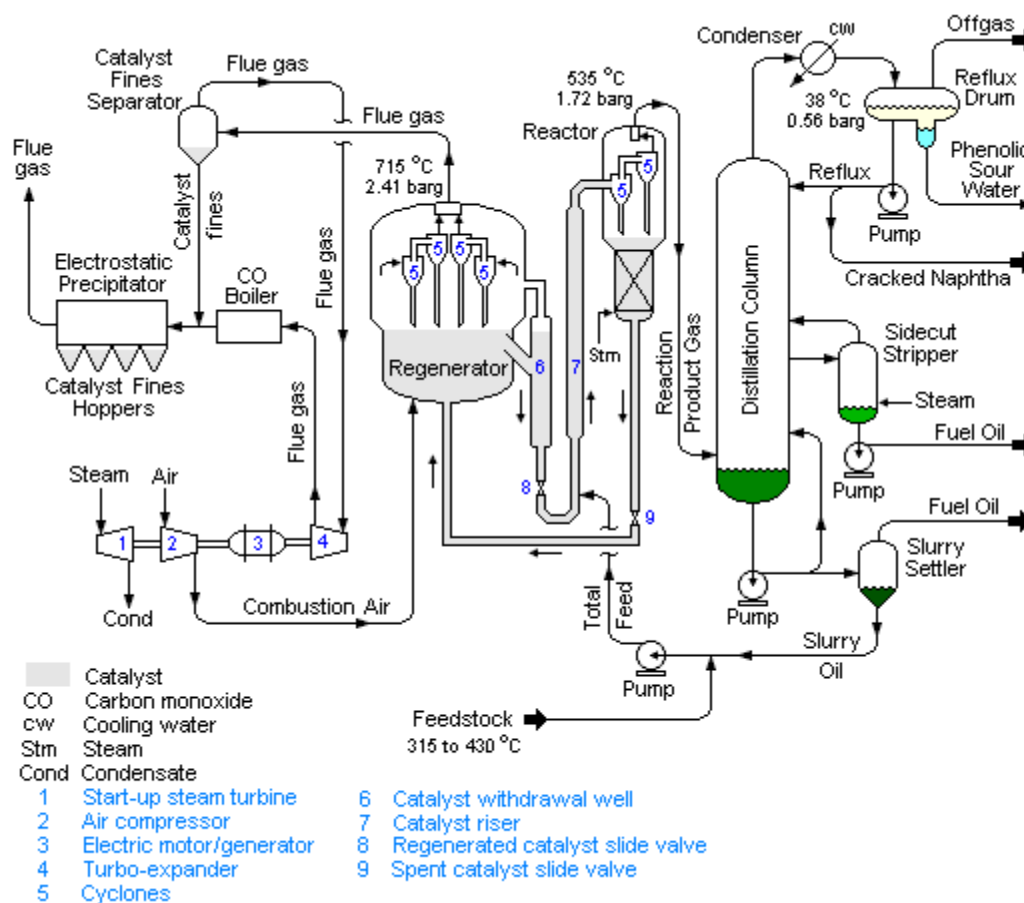 Offgas
CW
Condenser
Catalyst
Fines
Separator
Flue gas
535 °C
1.72 barg
Reflux
Drum
38 °C
0.56 barg
Flue gas
Reactor
Flue
gas
715 °C
2.41 barg
Phenolic
Sour
Water
Reflux
5
5
Catalyst
fines
Pump
Flue gas
5
5
5
5
Electrostatic
Precipitator
CO
Boiler
Cracked Naphtha
Distillation Column
Sidecut
Stripper
Stm
Reaction
Product Gas
Regenerator
6
7
Catalyst Fines
Hoppers
Steam
Flue gas
Fuel Oil
Steam
Air
Pump
8
9
Fuel Oil
1
2
3
4
Slurry
Settler
Cond
Combustion Air
Total
Feed
Pump
Slurry
Oil
Pump
Feedstock
315 to 430 °C
Catalyst
CO Carbon monoxide
CW Cooling water
Stm Steam
Cond Condensate
1 Start-up steam turbine
2 Air compressor
3 Electric motor/generator
4 Turbo-expander
5 Cyclones
6 Catalyst withdrawal well
7 Catalyst riser
8 Regenerated catalyst slide valve
9 Spent catalyst slide valve